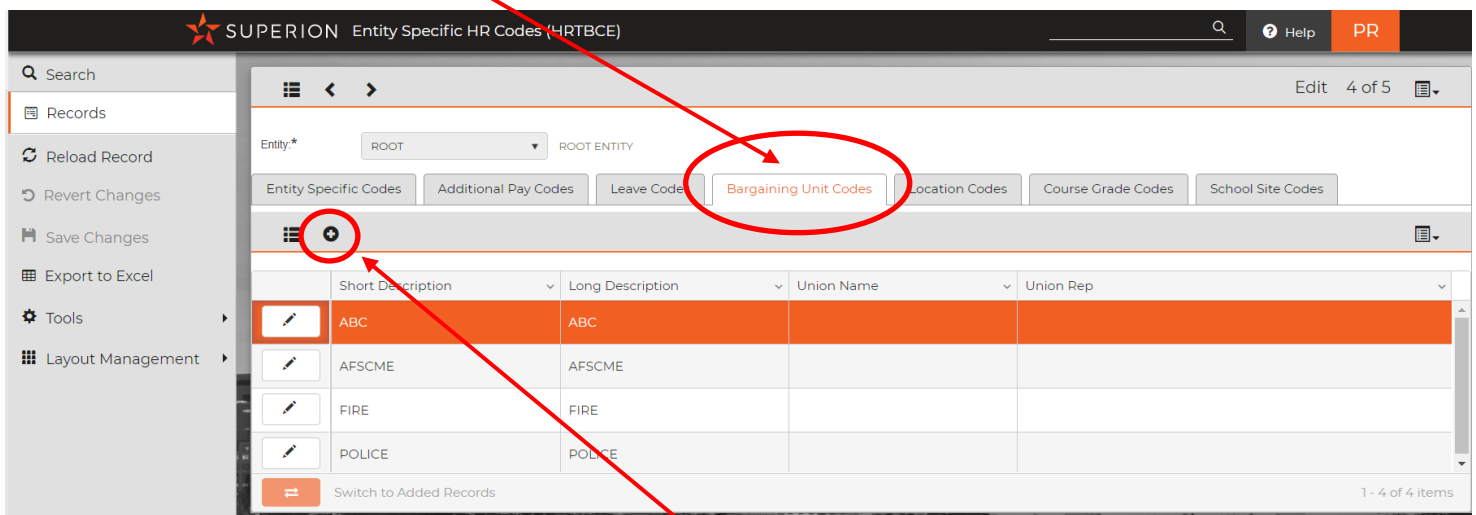 SUPERION Entity Specific HR Codes (HRTBCE) Help PR
Search
Records
Reload Record
Revert Changes
Save Changes
Export to Excel
Tools
Layout Management
Edit 4 of 5
Entity:* ROOT ROOT ENTITY
Entity Specific Codes Additional Pay Codes Leave Codes Bargaining Unit Codes Location Codes Course Grade Codes School Site Codes
Short Description Long Description Union Name Union Rep
ABC ABC
AFSCME AFSCME
FIRE FIRE
POLICE POLICE
Switch to Added Records 1 - 4 of 4 items